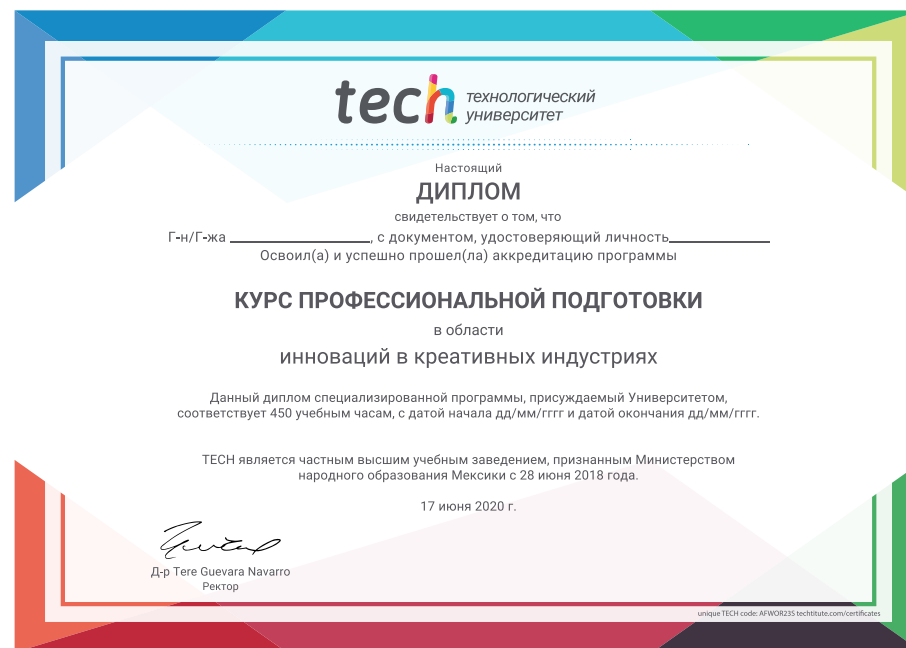 tech технологический
университет
Настоящий
ДИПЛОМ
свидетельствует о том, что
Г-н/Г-жа ____________________, с документом, удостоверяющий личность______________
Освоил(а) и успешно прошел(ла) аккредитацию программы
КУРС ПРОФЕССИОНАЛЬНОЙ ПОДГОТОВКИ
в области
инноваций в креативных индустриях
Данный диплом специализированной программы, присуждаемый Университетом,
соответствует 450 учебным часам, с датой начала дд/мм/гггг и датой окончания дд/мм/гггг.
TECH является частным высшим учебным заведением, признанным Министерством
народного образования Мексики с 28 июня 2018 года.
17 июня 2020 г.
Д-р Tere Guevara Navarro
Ректор
unique TECH code: AFWOR23S techtitute.com/certificates